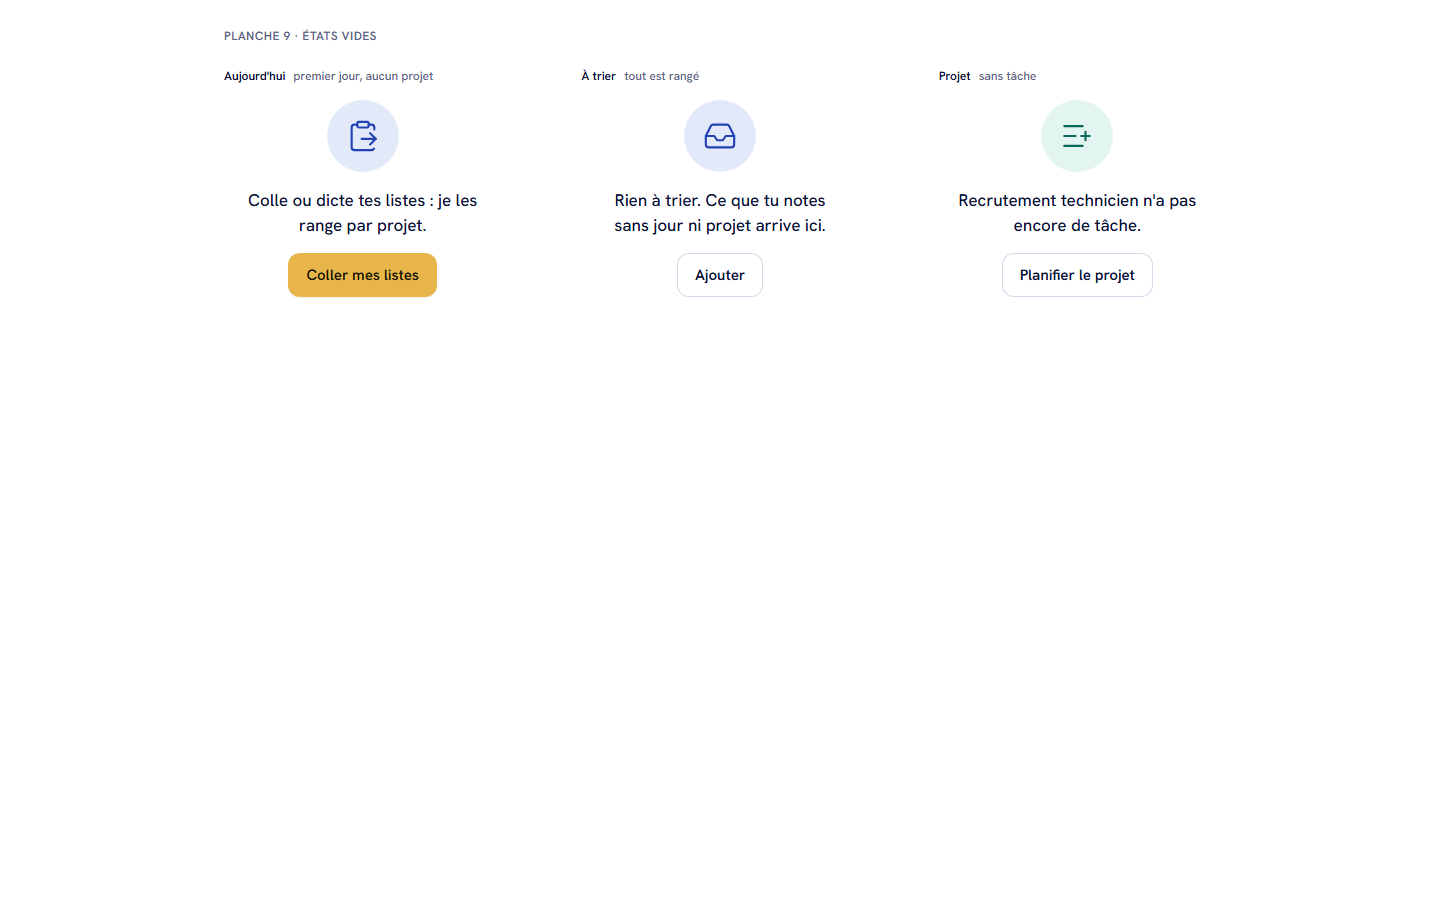 PLANCHE 9 · ÉTATS VIDES
Aujourd'hui premier jour, aucun projet
Colle ou dicte tes listes : je les
range par projet.
Coller mes listes
À trier tout est rangé
Rien à trier. Ce que tu notes
sans jour ni projet arrive ici.
Ajouter
Projet sans tâche
Recrutement technicien n'a pas
encore de tâche.
Planifier le projet